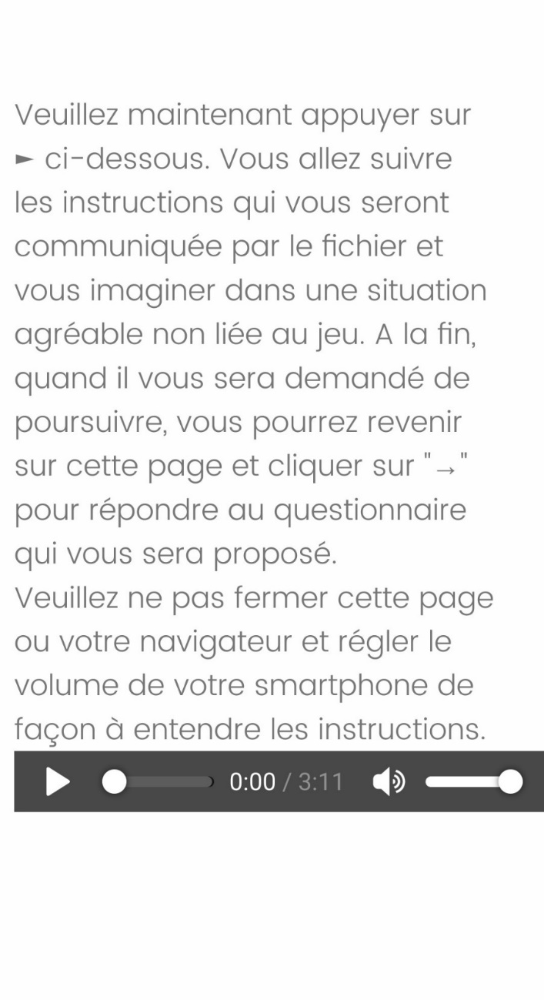 Veuillez maintenant appuyer sur
► ci-dessous. Vous allez suivre
les instructions qui vous seront
communiquée par le fichier et
vous imaginer dans une situation
agréable non liée au jeu. A la fin,
quand il vous sera demandé de
poursuivre, vous pourrez revenir
sur cette page et cliquer sur "→"
pour répondre au questionnaire
qui vous sera proposé.
Veuillez ne pas fermer cette page
ou votre navigateur et régler le
volume de votre smartphone de
façon à entendre les instructions.
0:00 / 3:11